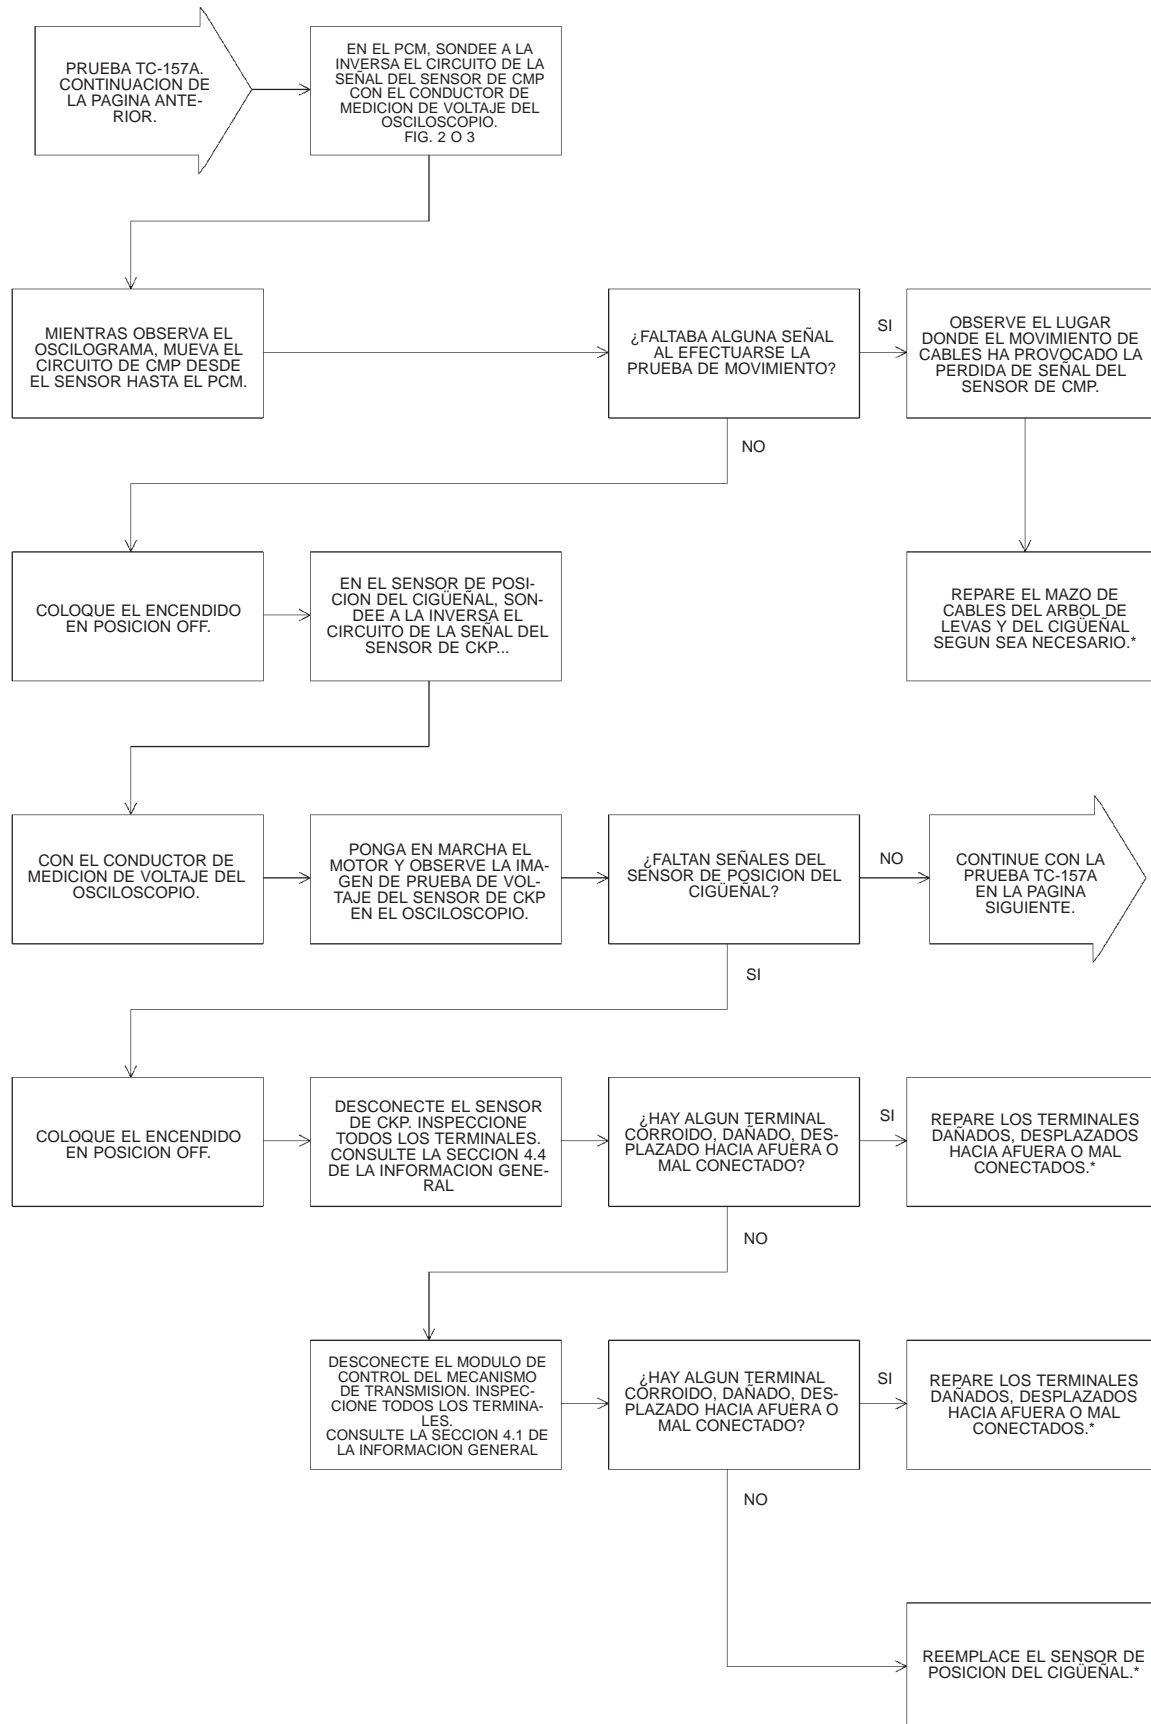 PRUEBA TC-157A.
CONTINUACION DE
LA PAGINA ANTE-
RIOR.
EN EL PCM, SONDEE A LA
INVERSA EL CIRCUITO DE LA
SEÑAL DEL SENSOR DE CMP
CON EL CONDUCTOR DE
MEDICION DE VOLTAJE DEL
OSCILOSCOPIO.
FIG. 2 O 3
MIENTRAS OBSERVA EL
OSCILOGRAMA, MUEVA EL
CIRCUITO DE CMP DESDE
EL SENSOR HASTA EL PCM.
¿FALTABA ALGUNA SEÑAL
AL EFECTUARSE LA
PRUEBA DE MOVIMIENTO?
SI
OBSERVE EL LUGAR
DONDE EL MOVIMIENTO DE
CABLES HA PROVOCADO LA
PERDIDA DE SEÑAL DEL
SENSOR DE CMP.
NO
COLOQUE EL ENCENDIDO
EN POSICION OFF.
EN EL SENSOR DE POSI-
CION DEL CIGÜEÑAL, SON-
DEE A LA INVERSA EL
CIRCUITO DE LA SEÑAL DEL
SENSOR DE CKP...
REPARE EL MAZO DE
CABLES DEL ARBOL DE
LEVAS Y DEL CIGÜEÑAL
SEGUN SEA NECESARIO.*
CON EL CONDUCTOR DE
MEDICION DE VOLTAJE DEL
OSCILOSCOPIO.
PONGA EN MARCHA EL
MOTOR Y OBSERVE LA IMA-
GEN DE PRUEBA DE VOL-
TAJE DEL SENSOR DE CKP
EN EL OSCILOSCOPIO.
¿FALTAN SEÑALES DEL
SENSOR DE POSICION DEL
CIGÜEÑAL?
NO
CONTINUE CON LA
PRUEBA TC-157A
EN LA PAGINA
SIGUIENTE.
SI
COLOQUE EL ENCENDIDO
EN POSICION OFF.
DESCONECTE EL SENSOR
DE CKP. INSPECCIONE
TODOS LOS TERMINALES.
CONSULTE LA SECCION 4.4
DE LA INFORMACION GENE-
RAL
¿HAY ALGUN TERMINAL
CORROIDO, DAÑADO, DES-
PLAZADO HACIA AFUERA O
MAL CONECTADO?
SI
REPARE LOS TERMINALES
DAÑADOS, DESPLAZADOS
HACIA AFUERA O MAL
CONECTADOS.*
NO
DESCONECTE EL MODULO DE
CONTROL DEL MECANISMO
DE TRANSMISION. INSPEC-
CIONE TODOS LOS TERMINA-
LES.
CONSULTE LA SECCION 4.1 DE
LA INFORMACION GENERAL
¿HAY ALGUN TERMINAL
CORROIDO, DAÑADO, DES-
PLAZADO HACIA AFUERA O
MAL CONECTADO?
SI
REPARE LOS TERMINALES
DAÑADOS, DESPLAZADOS
HACIA AFUERA O MAL
CONECTADOS.*
NO
REEMPLACE EL SENSOR DE
POSICION DEL CIGÜEÑAL.*